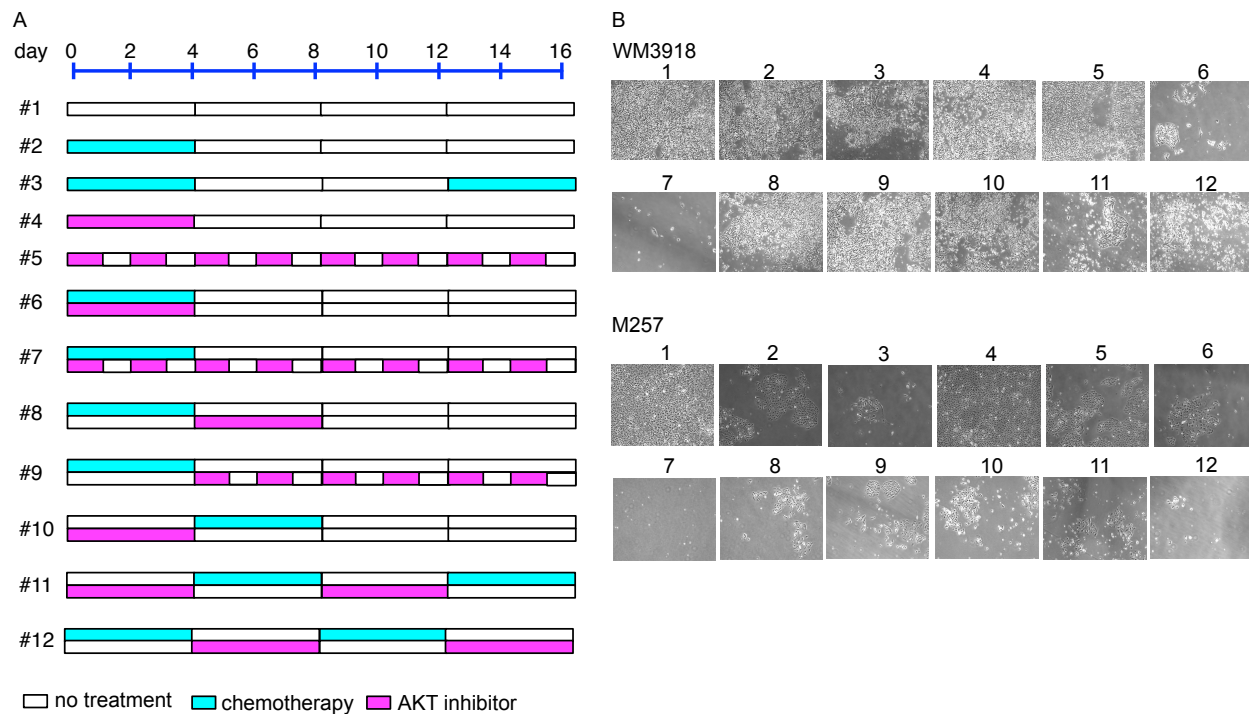 A
day 0 2 4 6 8 10 12 14 16
#1
#2
#3
#4
#5
#6
#7
#8
#9
#10
#11
#12
no treatment chemotherapy AKT inhibitor
B
WM3918
1 2 3 4 5 6
7 8 9 10 11 12
M257
1 2 3 4 5 6
7 8 9 10 11 12